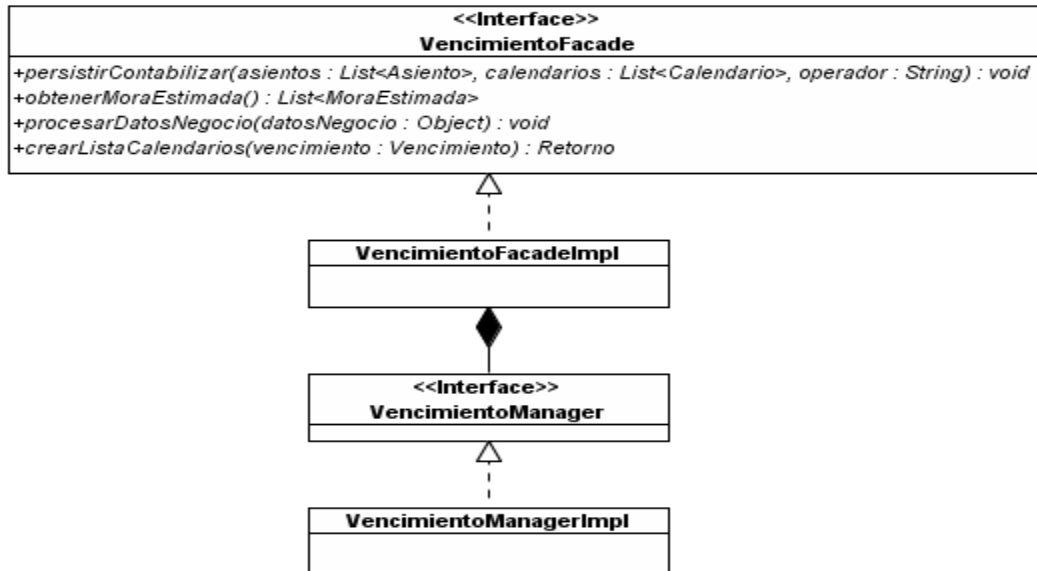 <<Interface>>
VencimientoFacade
+persistirContabilizar(asientos : List<Asiento>, calendarios : List<Calendario>, operador : String) : void
+obtenerMoraEstimada() : List<MoraEstimada>
+procesarDatosNegocio(datosNegocio : Object) : void
+crearListaCalendarios(vencimiento : Vencimiento) : Retorno
VencimientoFacadeImpl
<<Interface>>
VencimientoManager
VencimientoManagerImpl